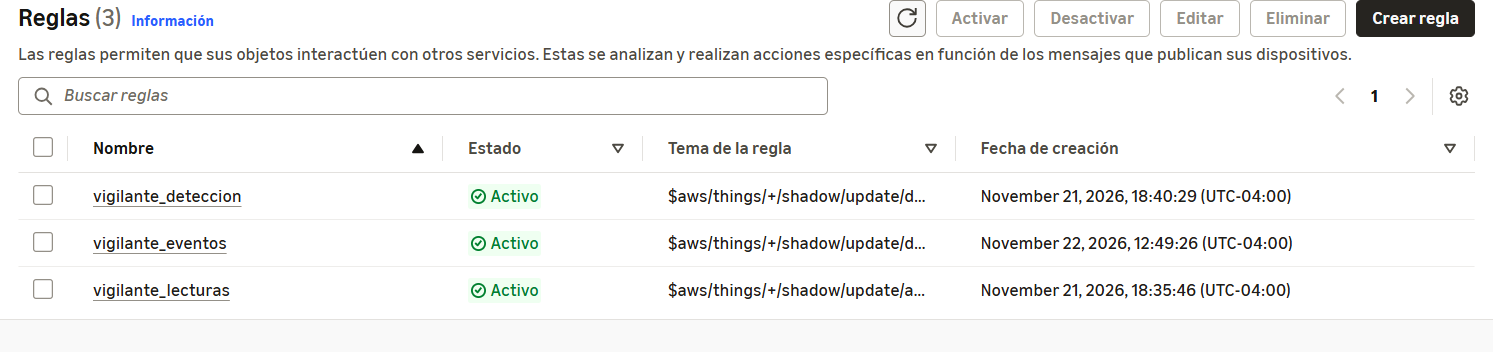 Reglas (3) Información
Activar Desactivar Editar Eliminar Crear regla
Las reglas permiten que sus objetos interactúen con otros servicios. Estas se analizan y realizan acciones específicas en función de los mensajes que publican sus dispositivos.
Buscar reglas
1
Nombre Estado Tema de la regla Fecha de creación
vigilante_deteccion Activo $aws/things/+/shadow/update/d... November 21, 2026, 18:40:29 (UTC-04:00)
vigilante_eventos Activo $aws/things/+/shadow/update/d... November 22, 2026, 12:49:26 (UTC-04:00)
vigilante_lecturas Activo $aws/things/+/shadow/update/a... November 21, 2026, 18:35:46 (UTC-04:00)